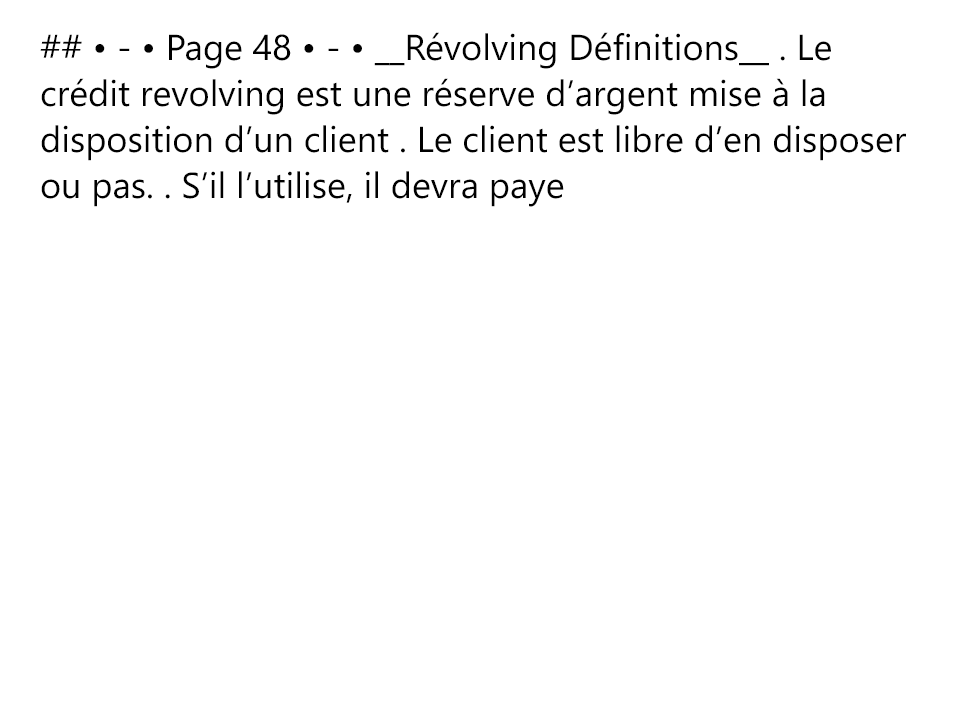 ## • - • Page 48 • - • __Révolving Définitions__ . Le
crédit revolving est une réserve d’argent mise à la
disposition d’un client . Le client est libre d’en disposer
ou pas. . S’il l’utilise, il devra paye